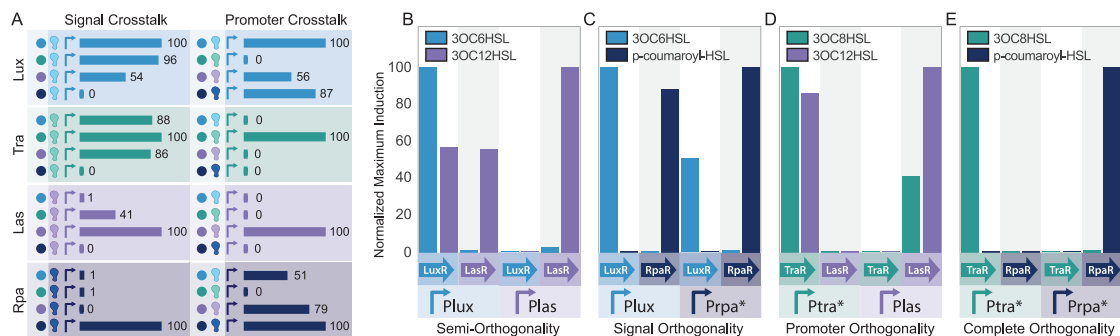 A
Signal Crosstalk
Promoter Crosstalk
Lux
100
96
54
0
100
0
56
87
Tra
88
100
86
0
0
100
0
0
Las
1
41
100
0
0
0
100
0
Rpa
1
1
0
100
51
0
79
100
Normalized Maximum Induction
100
80
60
40
20
0
B
3OC6HSL
3OC12HSL
LuxR LasR LuxR LasR
Plux Plas
Semi-Orthogonality
C
3OC6HSL
p-coumaroyl-HSL
LuxR RpaR LuxR RpaR
Plux Prpa*
Signal Orthogonality
D
3OC8HSL
3OC12HSL
TraR LasR TraR LasR
Ptra* Plas
Promoter Orthogonality
E
3OC8HSL
p-coumaroyl-HSL
TraR RpaR TraR RpaR
Ptra* Prpa*
Complete Orthogonality